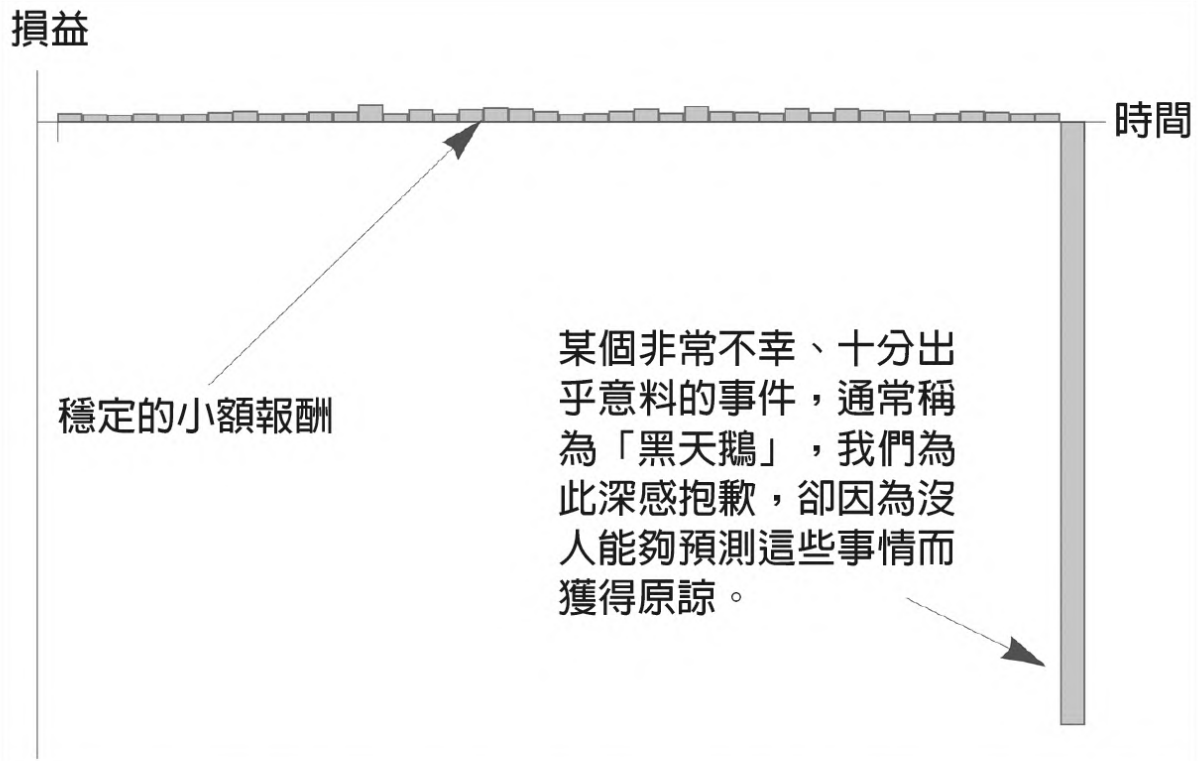 損益
時間
穩定的小額報酬
某個非常不幸、十分出
乎意料的事件,通常稱
為「黑天鵝」,我們為
此深感抱歉,卻因為沒
人能夠預測這些事情而
獲得原諒。